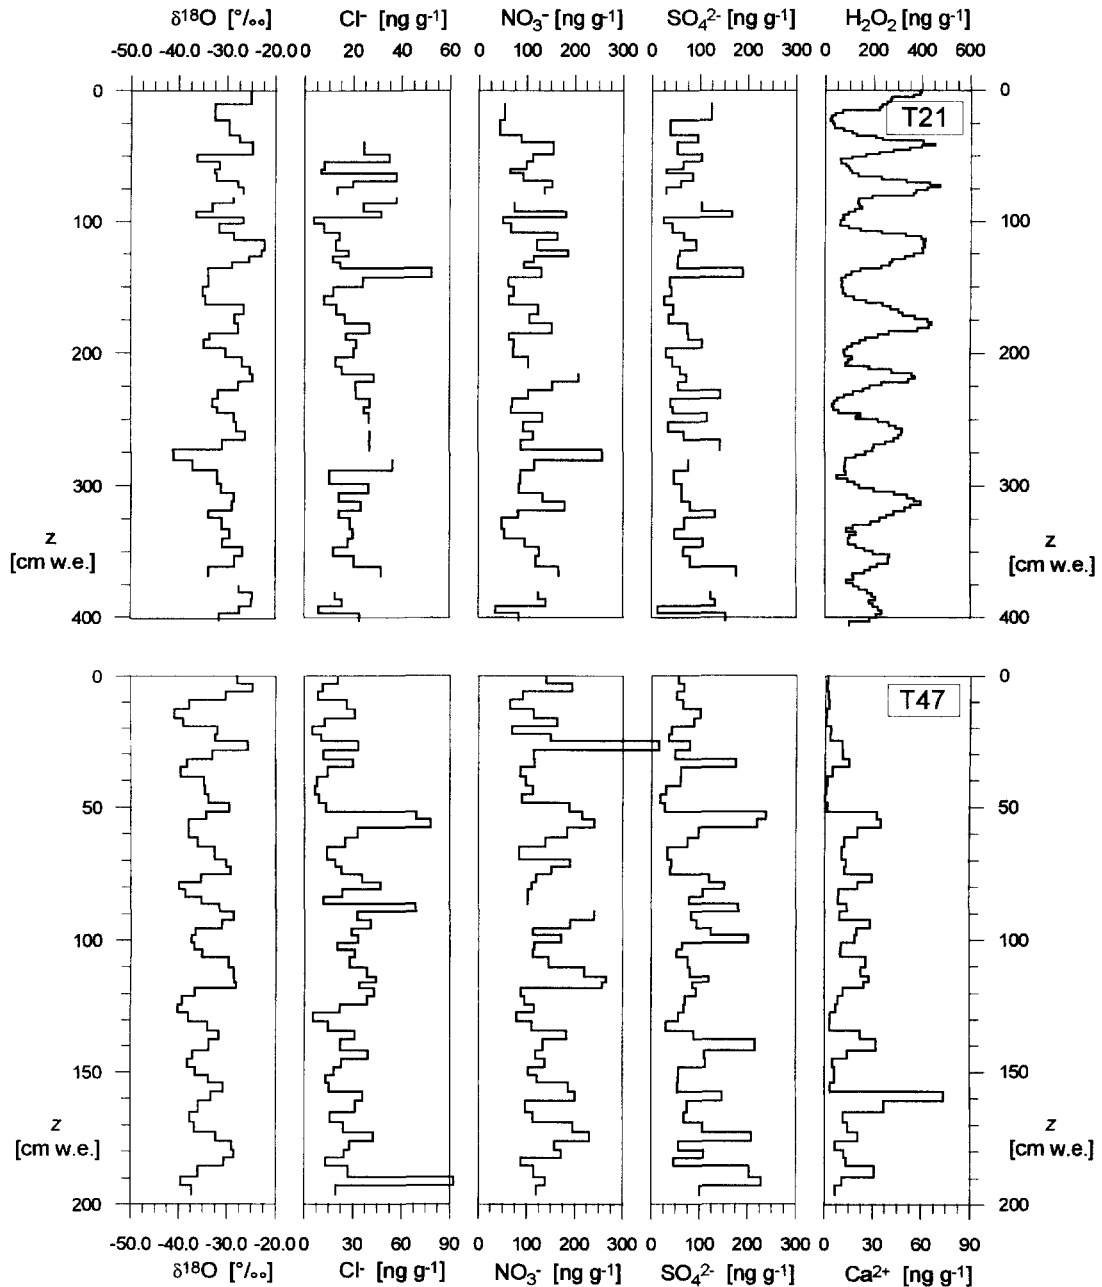 δ¹⁸O [°/₀₀] Cl⁻ [ng g⁻¹] NO₃⁻ [ng g⁻¹] SO₄²⁻ [ng g⁻¹] H₂O₂ [ng g⁻¹]
-50.0 -40.0 -30.0 -20.0 0 20 40 60 0 100 200 300 0 100 200 300 0 200 400 600
0 0
T21
100 100
200 200
300 300
z z
[cm w.e.] [cm w.e.]
400 400
0 0
T47
50 50
100 100
150 150
z z
[cm w.e.] [cm w.e.]
200 200
-50.0 -40.0 -30.0 -20.0 0 30 60 90 0 100 200 300 0 100 200 300 0 30 60 90
δ¹⁸O [°/₀₀] Cl⁻ [ng g⁻¹] NO₃⁻ [ng g⁻¹] SO₄²⁻ [ng g⁻¹] Ca²⁺ [ng g⁻¹]